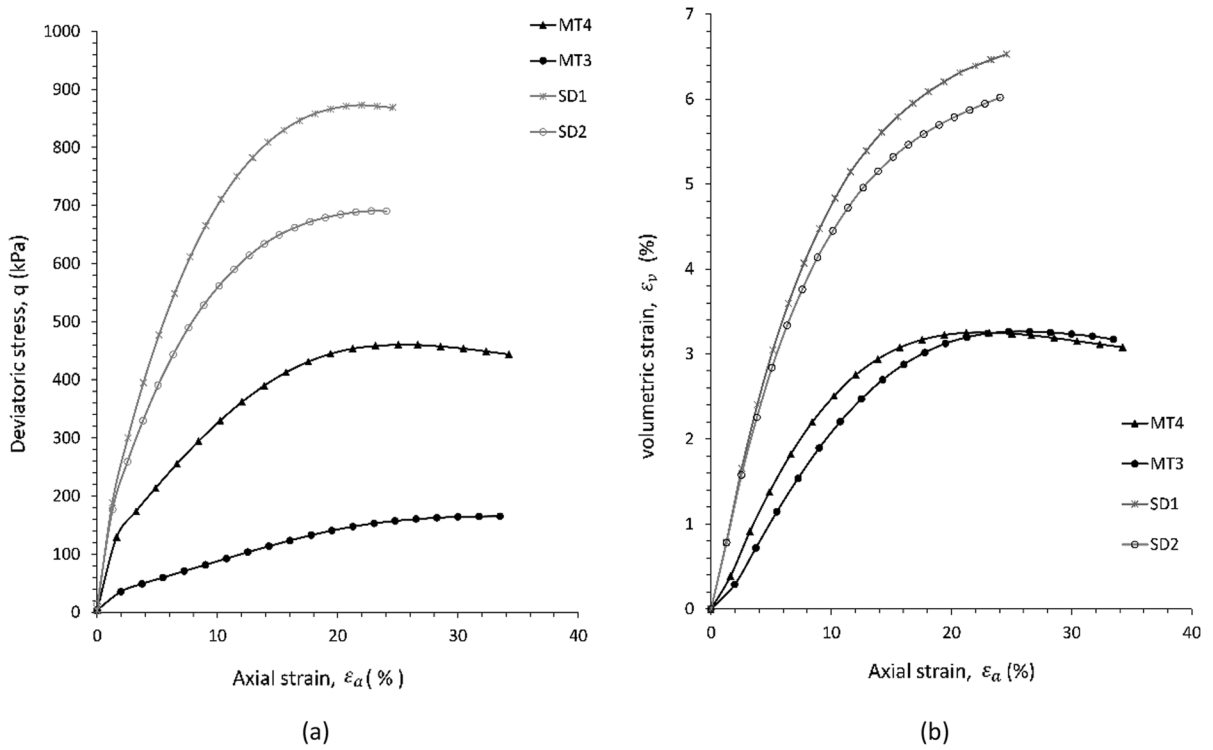 1000
900
800
700
600
500
400
300
200
100
0
Deviatoric stress, q (kPa)
0 10 20 30 40
Axial strain, εₐ ( % )
MT4
MT3
SD1
SD2
(a)
7
6
5
4
3
2
1
0
volumetric strain, εᵥ (%)
0 10 20 30 40
Axial strain, εₐ (%)
MT4
MT3
SD1
SD2
(b)